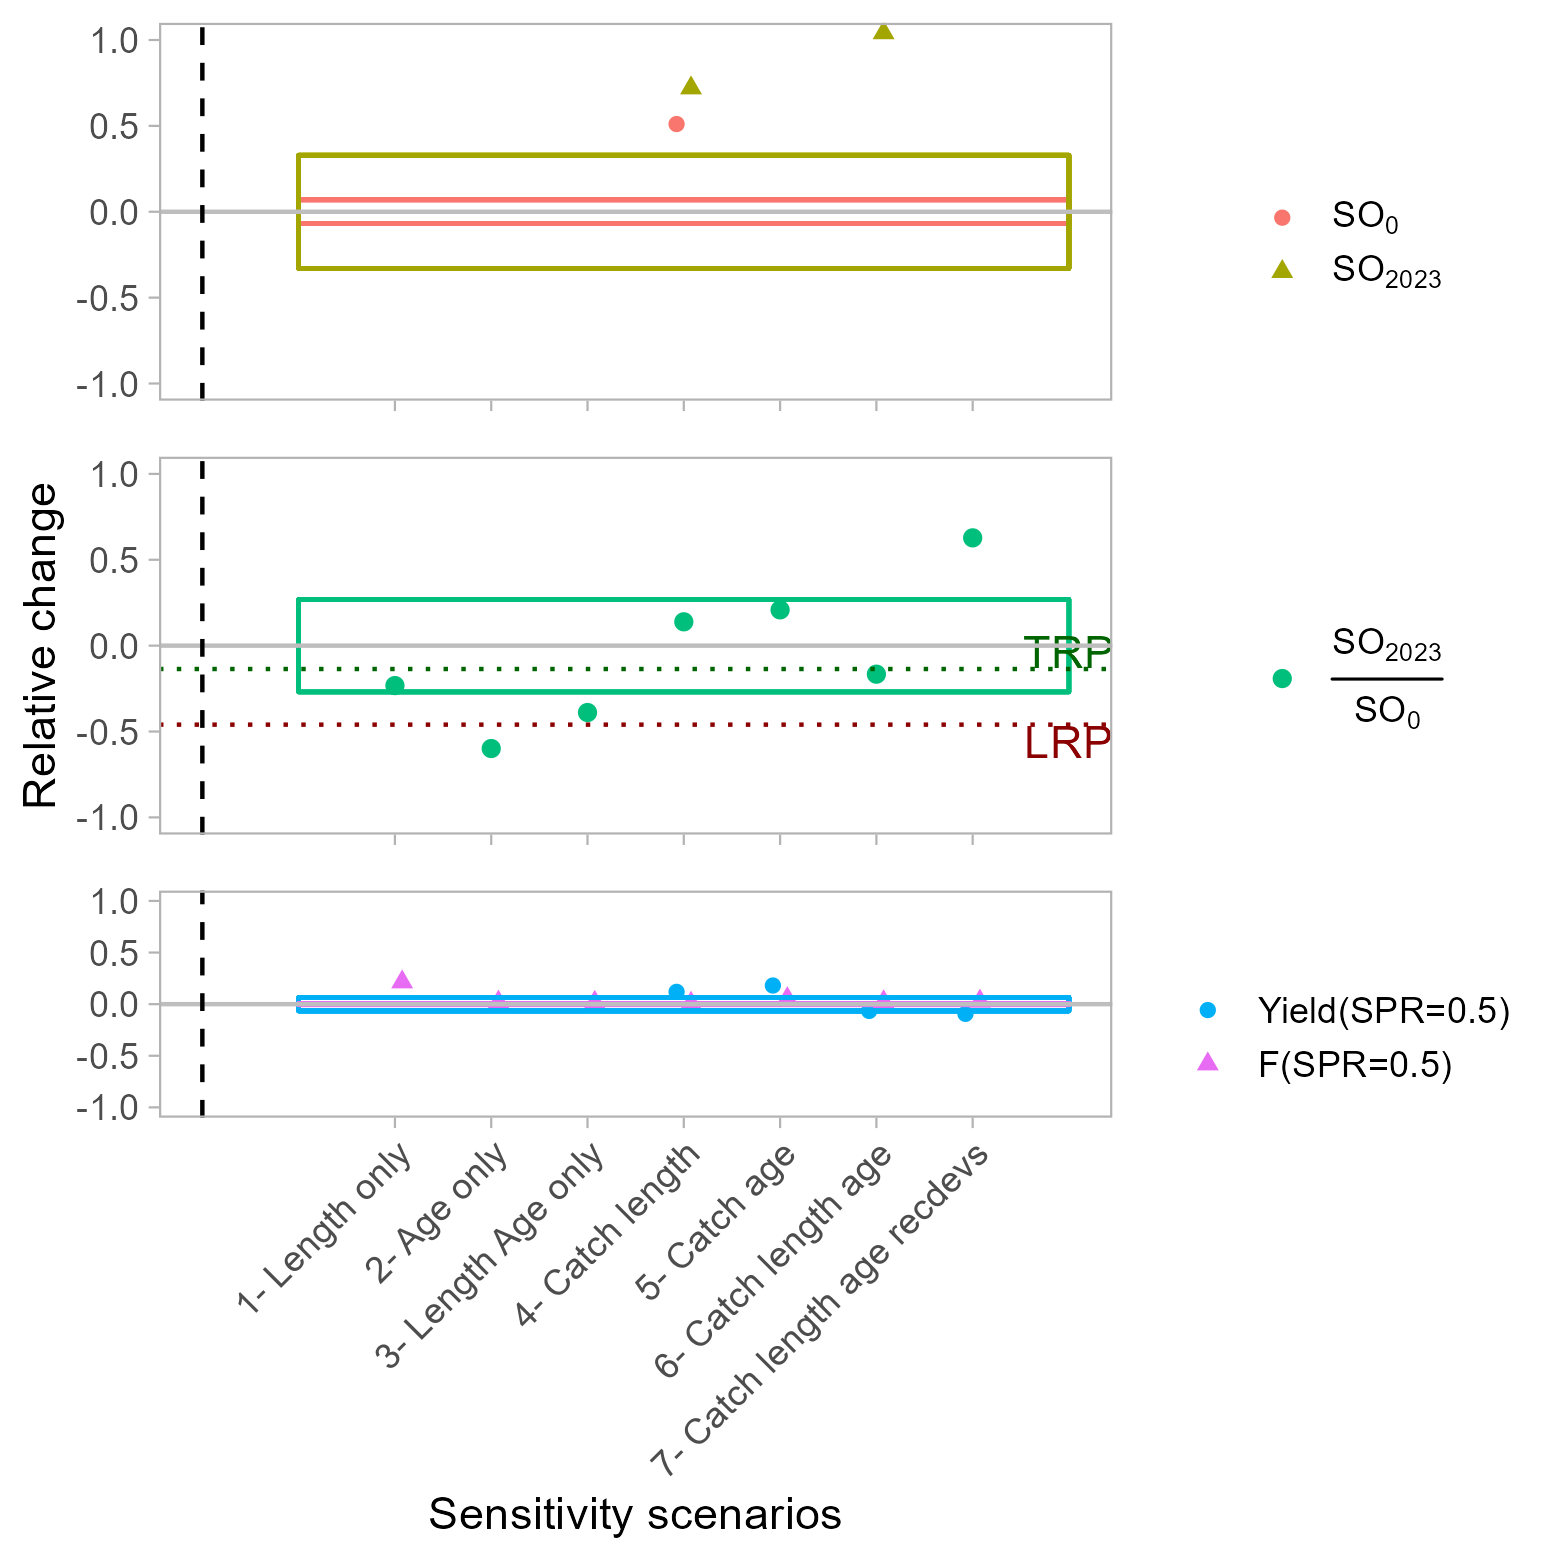 1.0
0.5
0.0
-0.5
-1.0
SO₀
SO₂₀₂₃
Relative change
1.0
0.5
0.0
-0.5
-1.0
TRP
LRP
SO₂₀₂₃
SO₀
1.0
0.5
0.0
-0.5
-1.0
Yield(SPR=0.5)
F(SPR=0.5)
1- Length only
2- Age only
3- Length Age only
4- Catch length
5- Catch age
6- Catch length age
7- Catch length age recdevs
Sensitivity scenarios